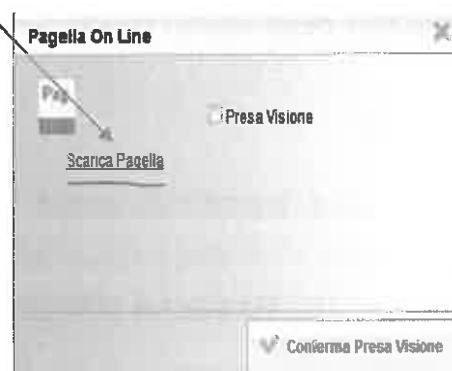 Pagella On Line
Presa Visione
Scarica Pagella
Conferma Presa Visione